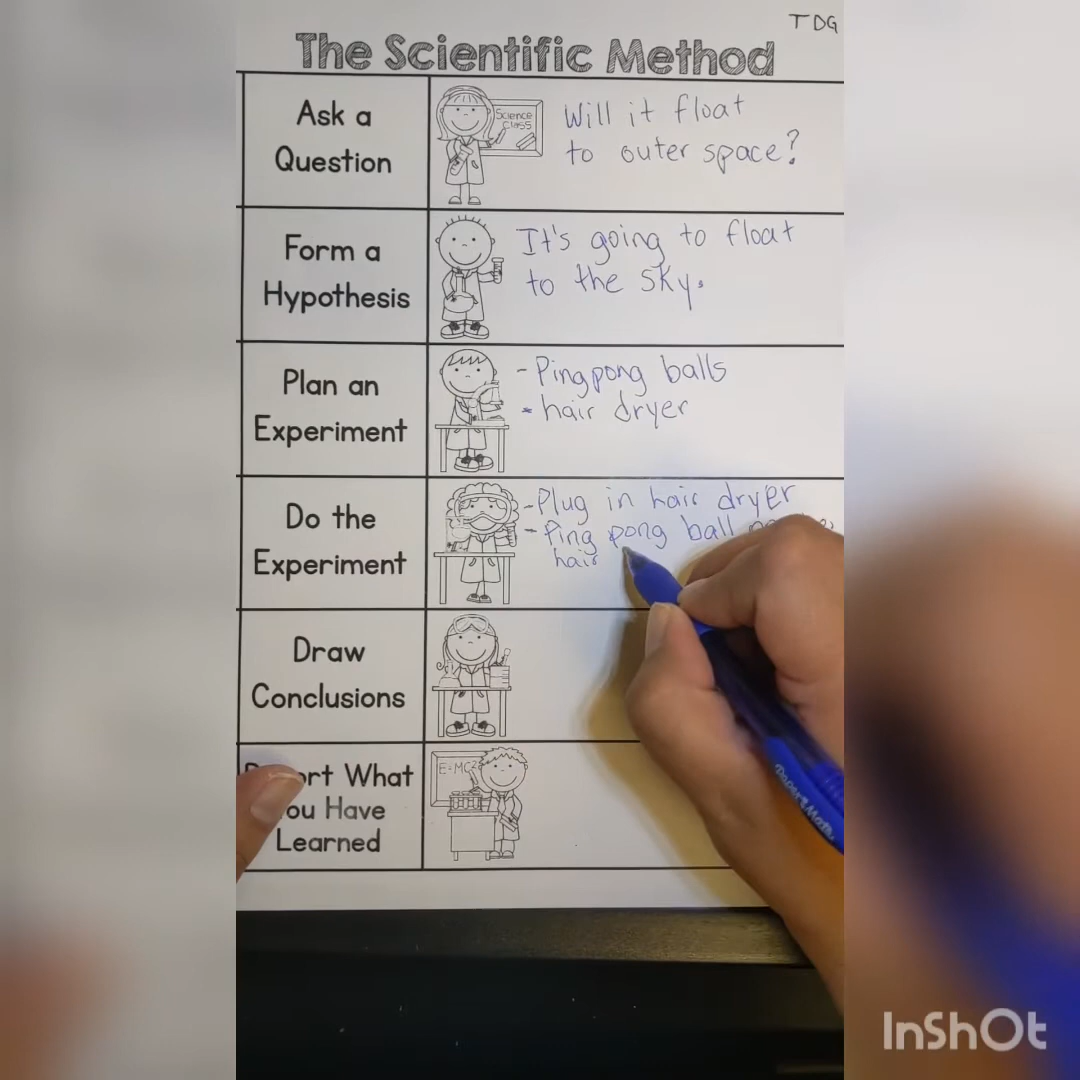 TDG
The Scientific Method
Ask a
Question
Science
Class
Will it float
to outer space?
Form a
Hypothesis
It's going to float
to the sky.
Plan an
Experiment
- Pingpong balls
- hair dryer
Do the
Experiment
- Plug in hair dryer
- Ping pong ball
hair
Draw
Conclusions
What
Have
Learned
E=MC2
PaperMate
InShOt